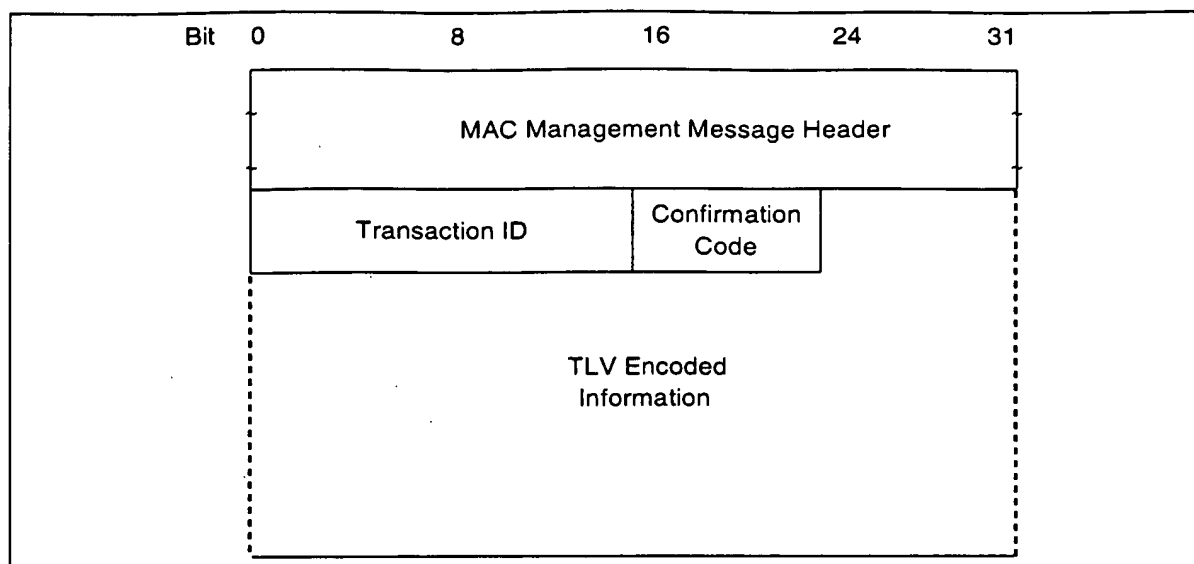 Bit 0 8 16 24 31
MAC Management Message Header
Transaction ID
Confirmation
Code
TLV Encoded
Information